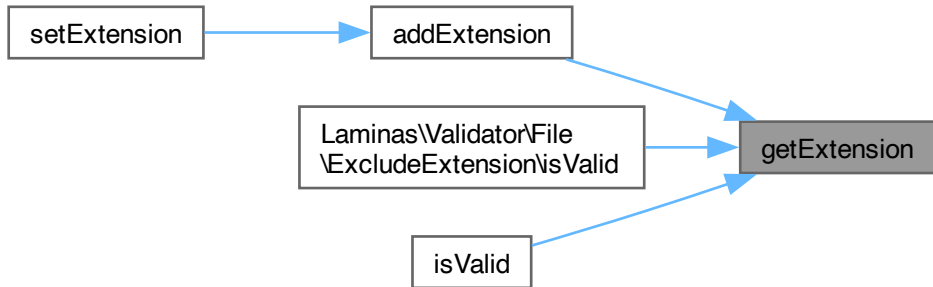 setExtension
addExtension
Laminas\Validator\File
\ExcludeExtension\isValid
getExtension
isValid